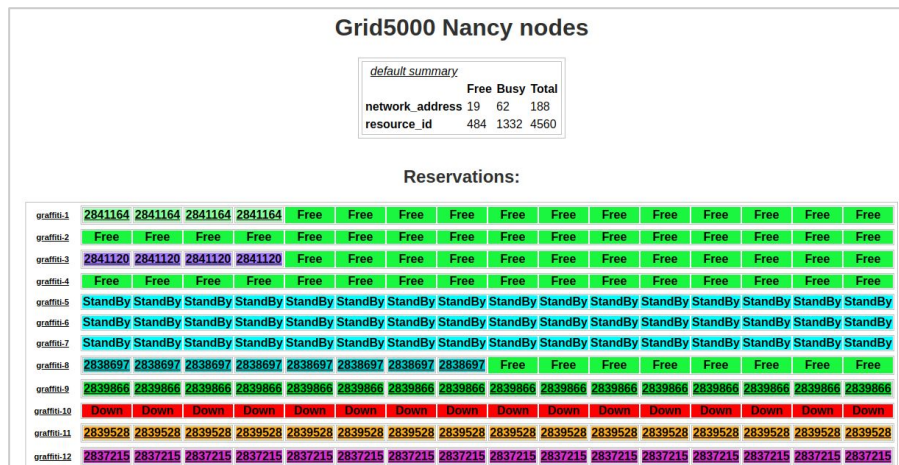 Grid5000 Nancy nodes
default summary
Free Busy Total
network_address 19 62 188
resource_id 484 1332 4560
Reservations:
graffiti-1 2841164 2841164 2841164 2841164 Free Free Free Free Free Free Free Free Free Free Free Free
graffiti-2 Free Free Free Free Free Free Free Free Free Free Free Free Free Free Free Free
graffiti-3 2841120 2841120 2841120 2841120 Free Free Free Free Free Free Free Free Free Free Free Free
graffiti-4 Free Free Free Free Free Free Free Free Free Free Free Free Free Free Free Free
graffiti-5 StandBy StandBy StandBy StandBy StandBy StandBy StandBy StandBy StandBy StandBy StandBy StandBy StandBy StandBy StandBy StandBy
graffiti-6 StandBy StandBy StandBy StandBy StandBy StandBy StandBy StandBy StandBy StandBy StandBy StandBy StandBy StandBy StandBy StandBy
graffiti-7 StandBy StandBy StandBy StandBy StandBy StandBy StandBy StandBy StandBy StandBy StandBy StandBy StandBy StandBy StandBy StandBy
graffiti-8 2838697 2838697 2838697 2838697 2838697 2838697 2838697 2838697 Free Free Free Free Free Free Free Free
graffiti-9 2839866 2839866 2839866 2839866 2839866 2839866 2839866 2839866 2839866 2839866 2839866 2839866 2839866 2839866 2839866 2839866
graffiti-10 Down Down Down Down Down Down Down Down Down Down Down Down Down Down Down Down
graffiti-11 2839528 2839528 2839528 2839528 2839528 2839528 2839528 2839528 2839528 2839528 2839528 2839528 2839528 2839528 2839528 2839528
graffiti-12 2837215 2837215 2837215 2837215 2837215 2837215 2837215 2837215 2837215 2837215 2837215 2837215 2837215 2837215 2837215 2837215